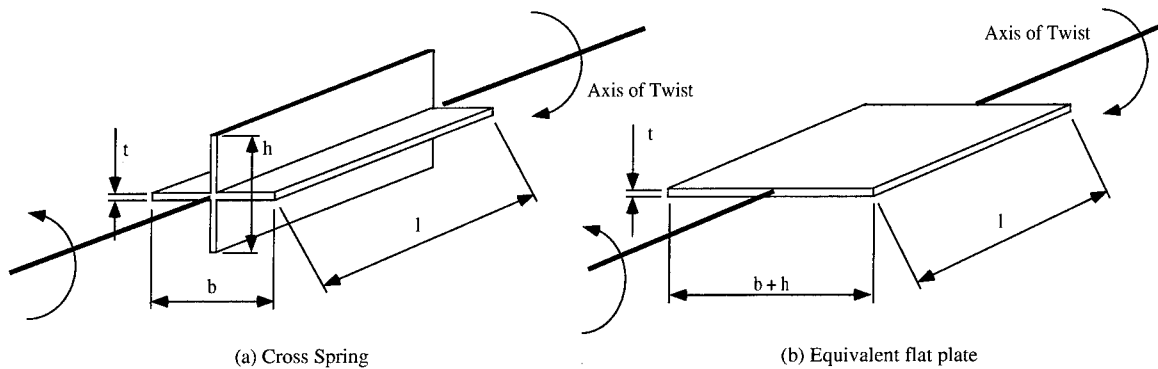 Axis of Twist
t
h
b
l
(a) Cross Spring
Axis of Twist
t
b + h
l
(b) Equivalent flat plate